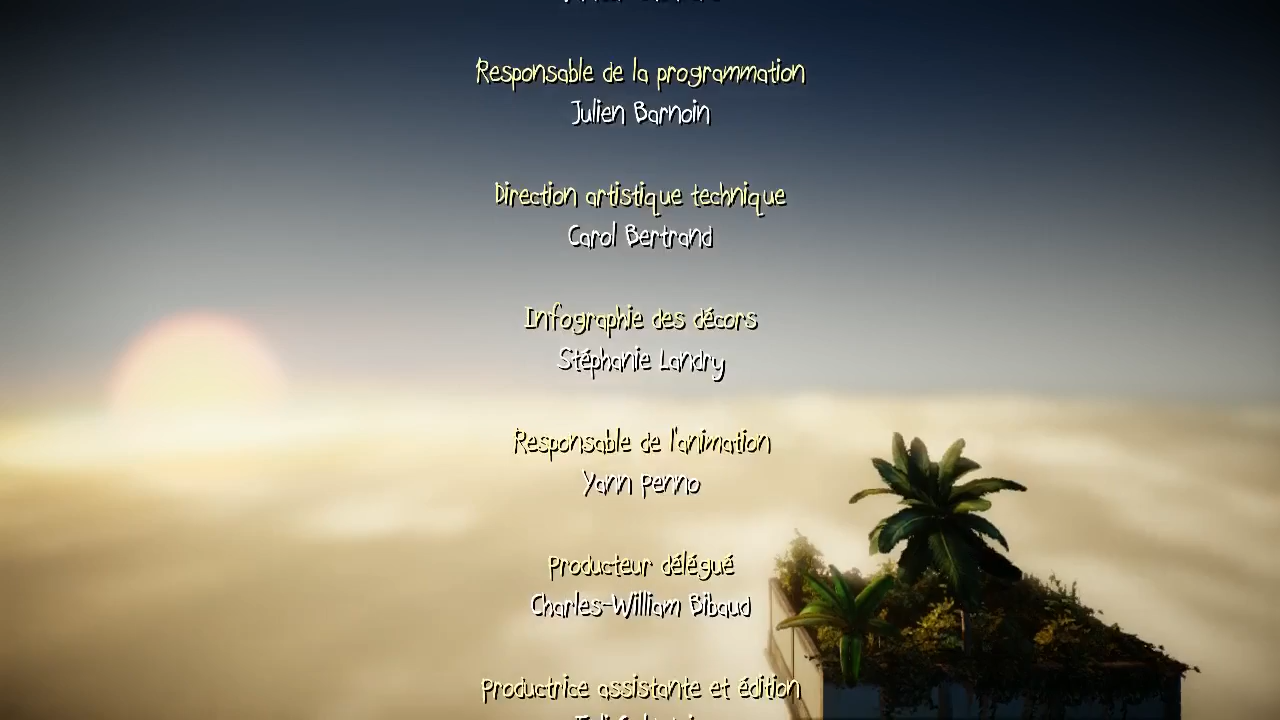 Responsable de la programmation
Julien Barnoin
Direction artistique technique
Carol Bertrand
Infographie des décors
Stéphanie Landry
Responsable de l'animation
Yann Penno
Producteur délégué
Charles-William Bibaud
Productrice assistante et édition